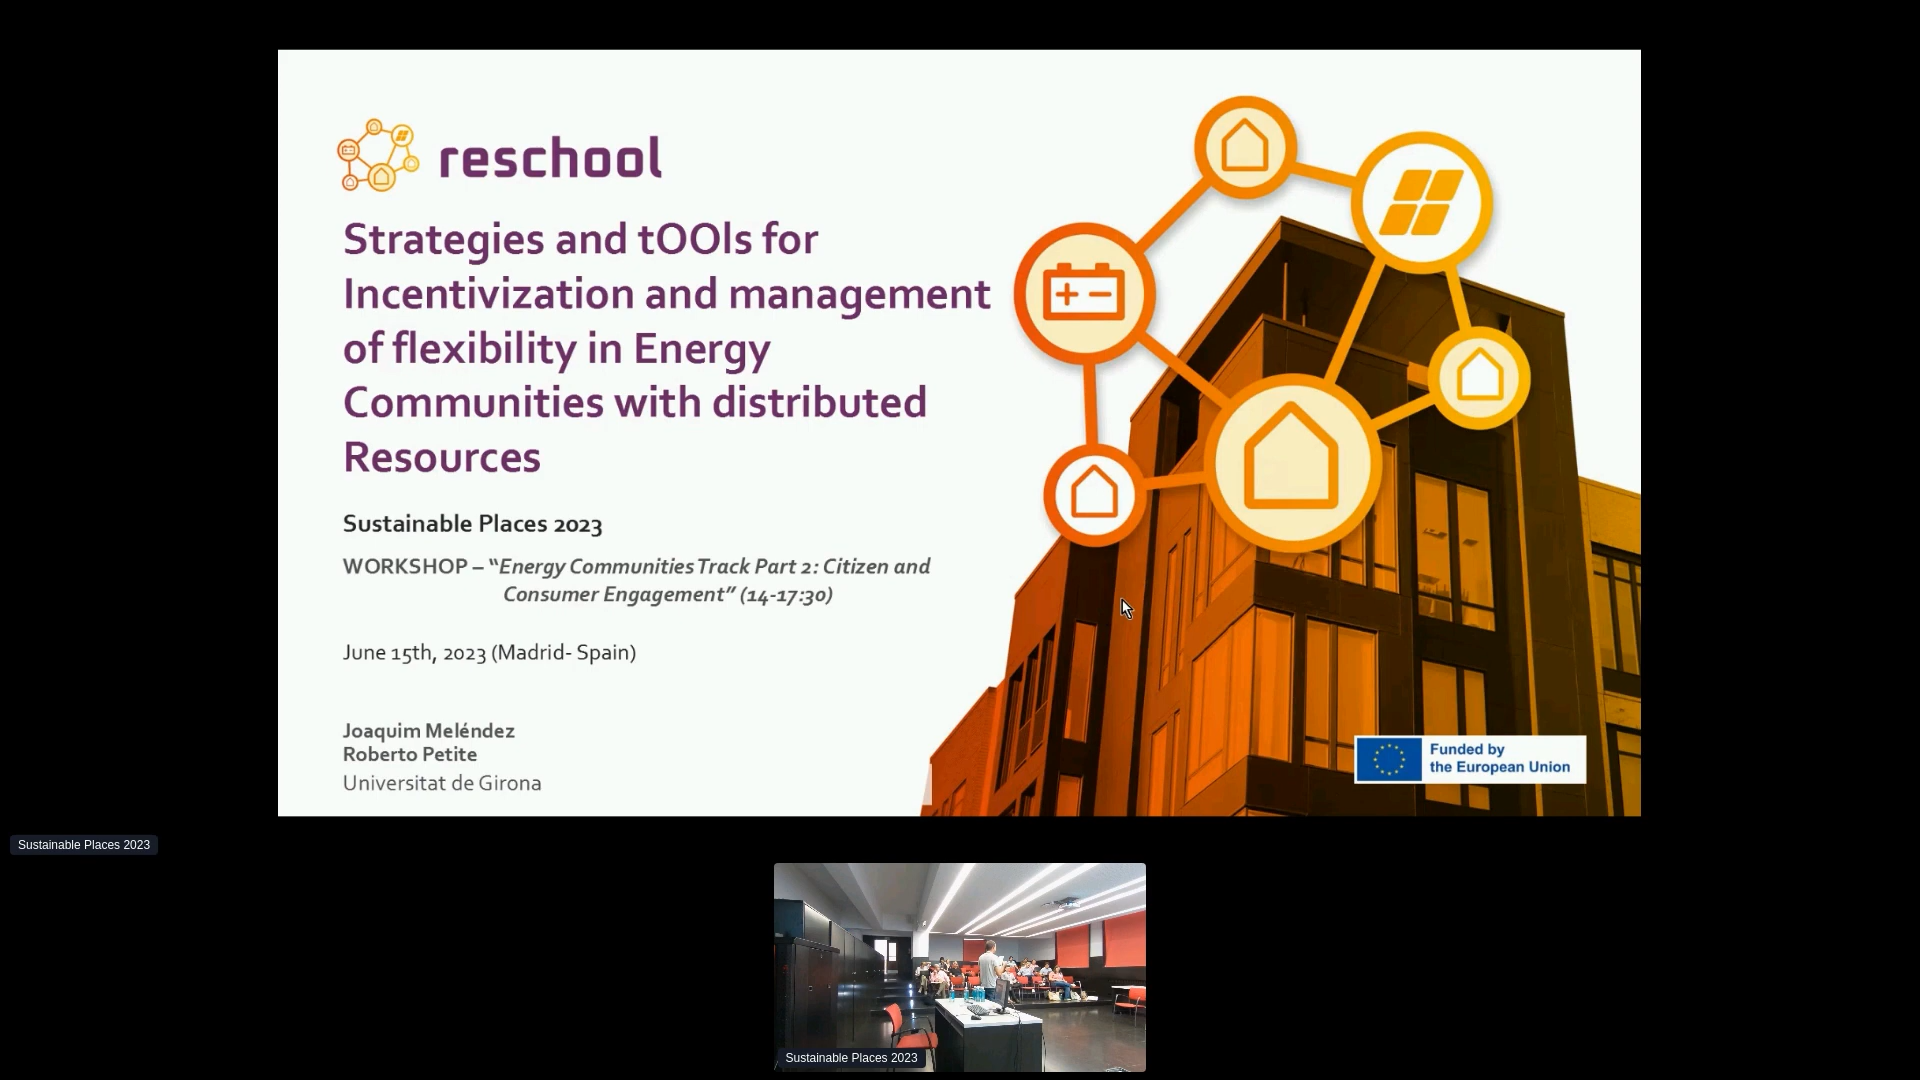 reschool
Strategies and tOOls for
Incentivization and management
of flexibility in Energy
Communities with distributed
Resources
Sustainable Places 2023
WORKSHOP – “Energy Communities Track Part 2: Citizen and
Consumer Engagement” (14-17:30)
June 15th, 2023 (Madrid- Spain)
Joaquim Meléndez
Roberto Petite
Universitat de Girona
Funded by
the European Union
Sustainable Places 2023
Sustainable Places 2023